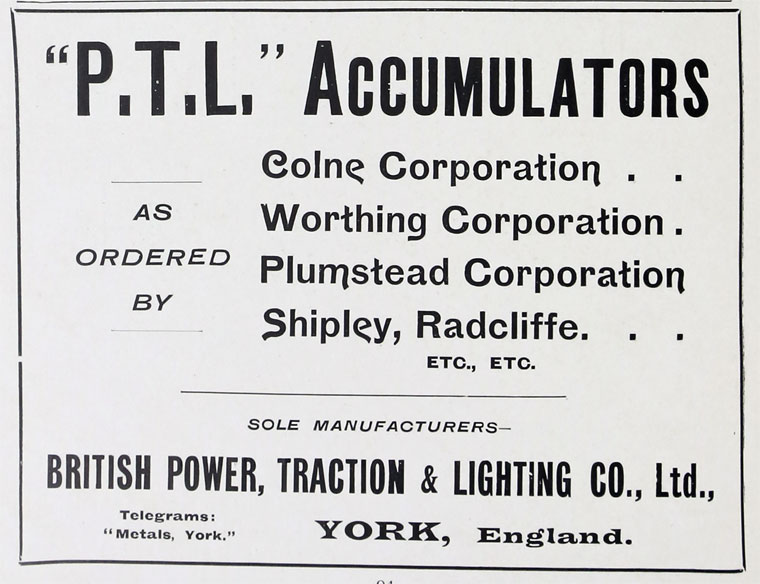 “P.T.L.” ACCUMULATORS
AS ORDERED BY
Colne Corporation . .
Worthing Corporation .
Plumstead Corporation
Shipley, Radcliffe. . .
ETC., ETC.
SOLE MANUFACTURERS—
BRITISH POWER, TRACTION & LIGHTING CO., Ltd.,
Telegrams:
“Metals, York.”
YORK, England.